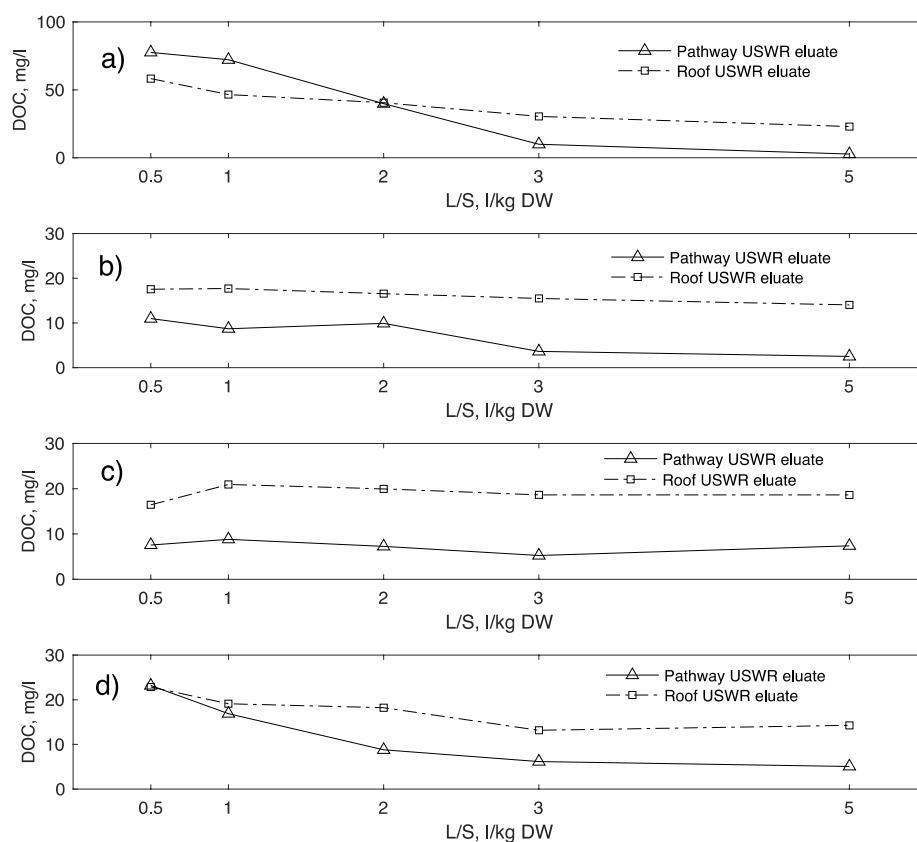 a)
DOC, mg/l
100
50
0
Pathway USWR eluate
Roof USWR eluate
0.5 1 2 3 5
L/S, l/kg DW
b)
DOC, mg/l
30
20
10
0
Pathway USWR eluate
Roof USWR eluate
0.5 1 2 3 5
L/S, l/kg DW
c)
DOC, mg/l
30
20
10
0
Pathway USWR eluate
Roof USWR eluate
0.5 1 2 3 5
L/S, l/kg DW
d)
DOC, mg/l
30
20
10
0
Pathway USWR eluate
Roof USWR eluate
0.5 1 2 3 5
L/S, l/kg DW